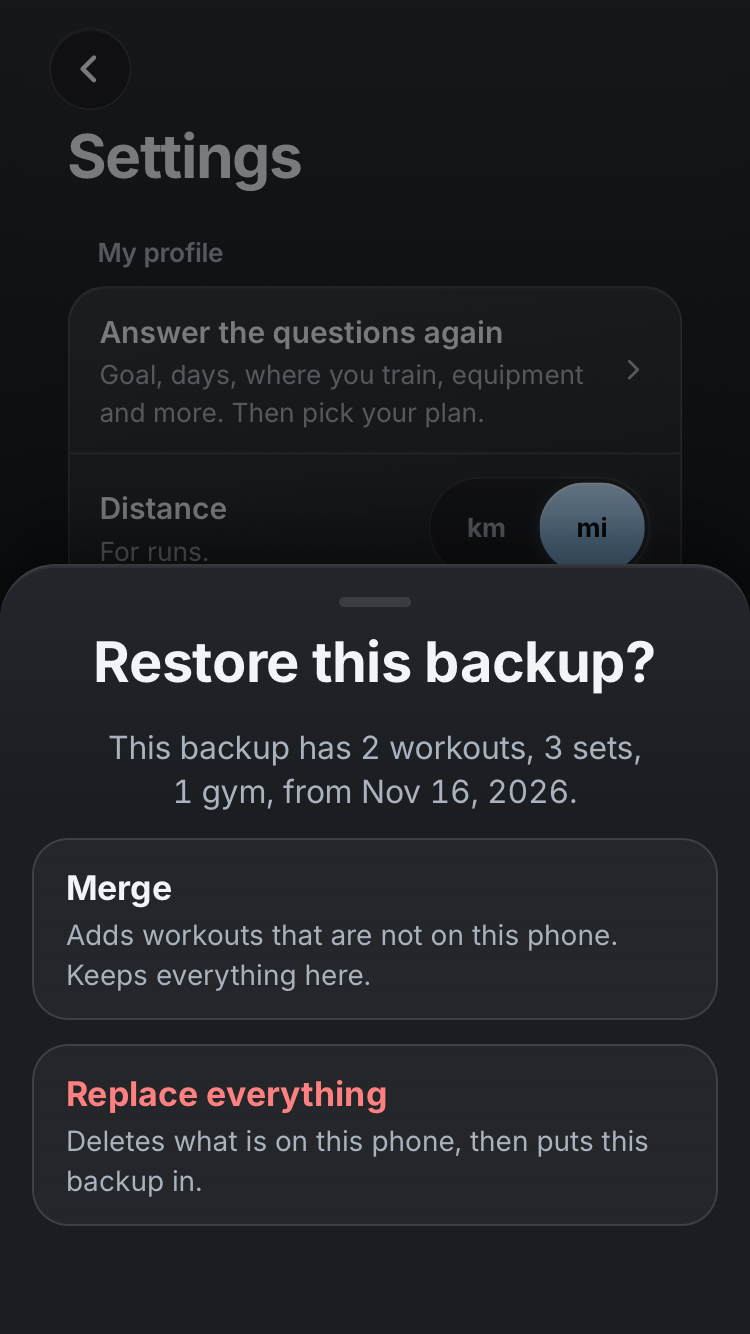 Settings
My profile
Answer the questions again
Goal, days, where you train, equipment
and more. Then pick your plan.
Distance
For runs.
km
mi
Restore this backup?
This backup has 2 workouts, 3 sets,
1 gym, from Nov 16, 2026.
Merge
Adds workouts that are not on this phone.
Keeps everything here.
Replace everything
Deletes what is on this phone, then puts this
backup in.